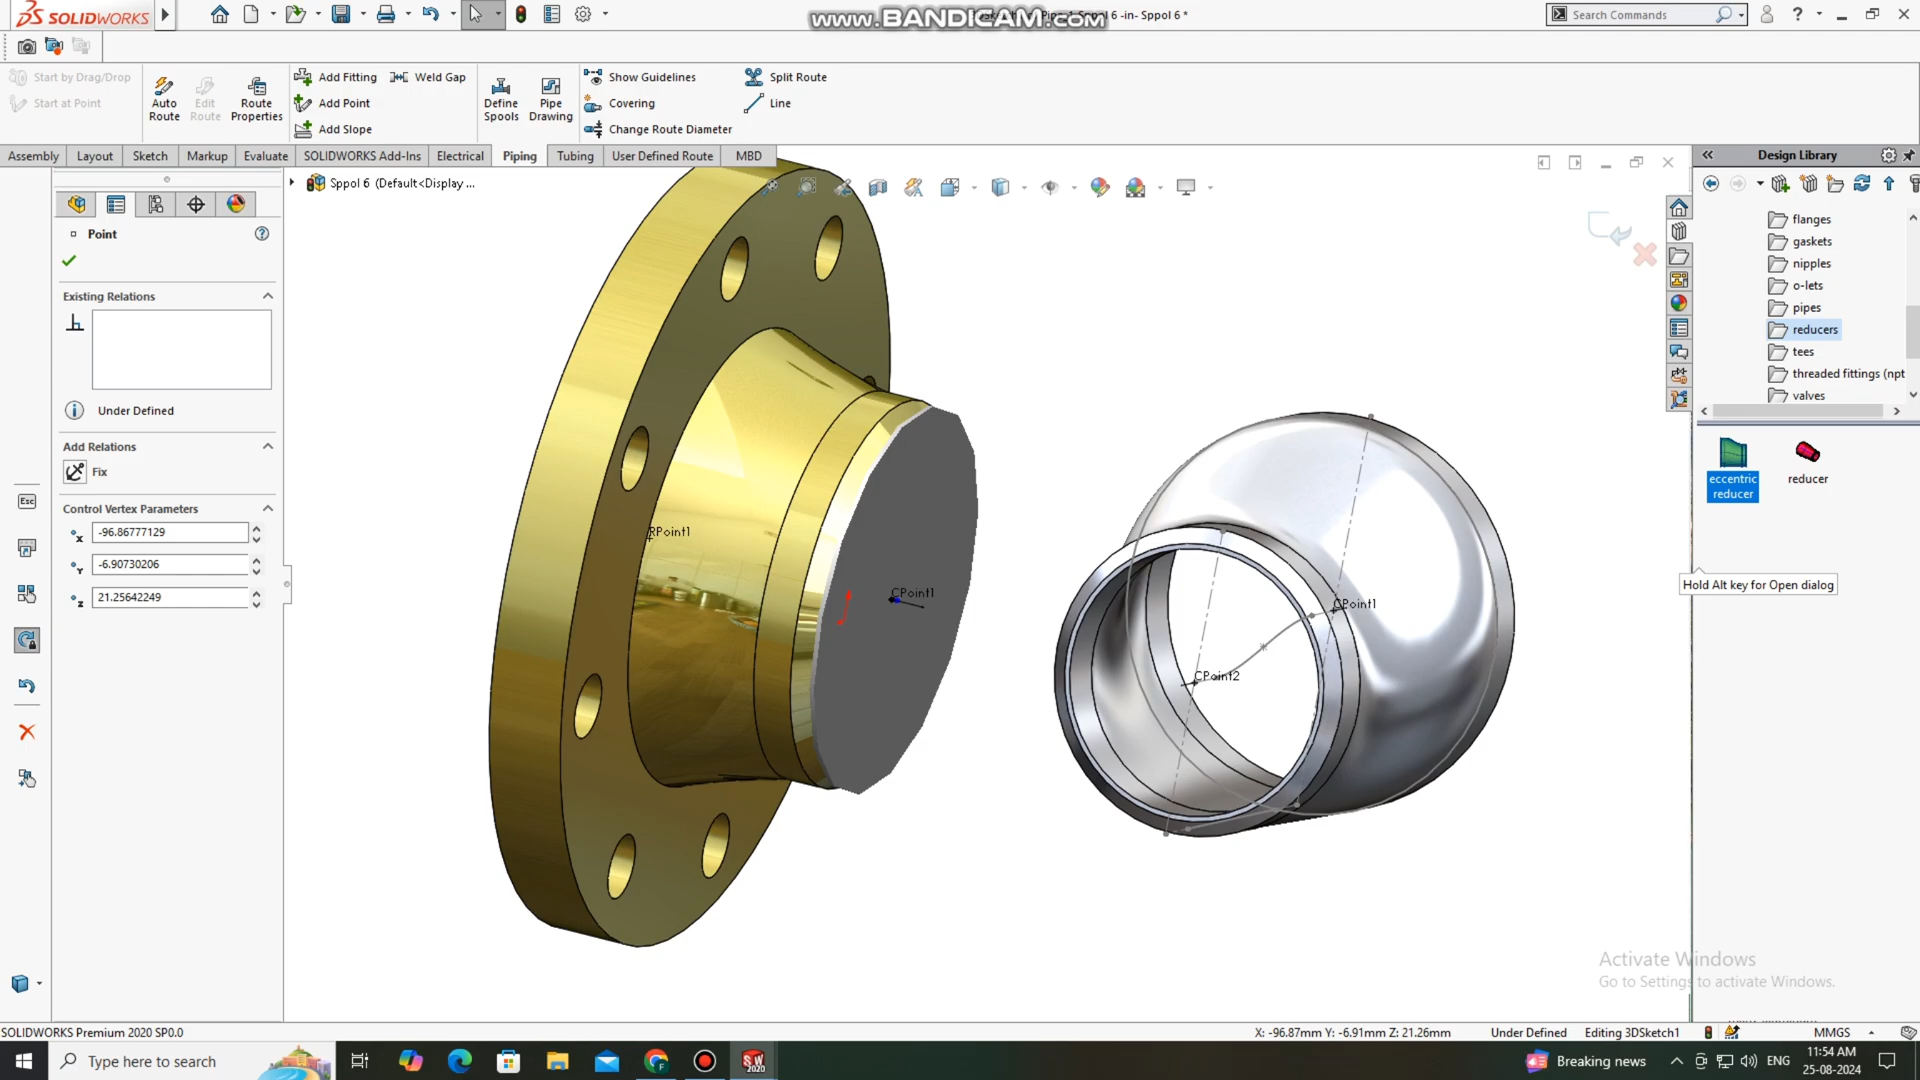 SOLIDWORKS
www.BANDICAM.com
Sppol 6 -in- Sppol 6 *
Search Commands
Start by Drag/Drop
Start at Point
Auto Route
Edit Route
Route Properties
Add Fitting
Weld Gap
Add Point
Add Slope
Define Spools
Pipe Drawing
Show Guidelines
Split Route
Covering
Line
Change Route Diameter
Assembly
Layout
Sketch
Markup
Evaluate
SOLIDWORKS Add-Ins
Electrical
Piping
Tubing
User Defined Route
MBD
Design Library
Sppol 6 (Default<Display ...
Point
Existing Relations
Under Defined
Add Relations
Fix
Control Vertex Parameters
-96.86777129
-6.90730206
21.25642249
Esc
RPoint1
CPoint1
CPoint1
CPoint2
flanges
gaskets
nipples
o-lets
pipes
reducers
tees
threaded fittings (npt
valves
eccentric reducer
reducer
Hold Alt key for Open dialog
Activate Windows
Go to Settings to activate Windows.
SOLIDWORKS Premium 2020 SP0.0
X: -96.87mm Y: -6.91mm Z: 21.26mm
Under Defined
Editing 3DSketch1
MMGS
Type here to search
SW
2020
Breaking news
ENG
11:54 AM
25-08-2024